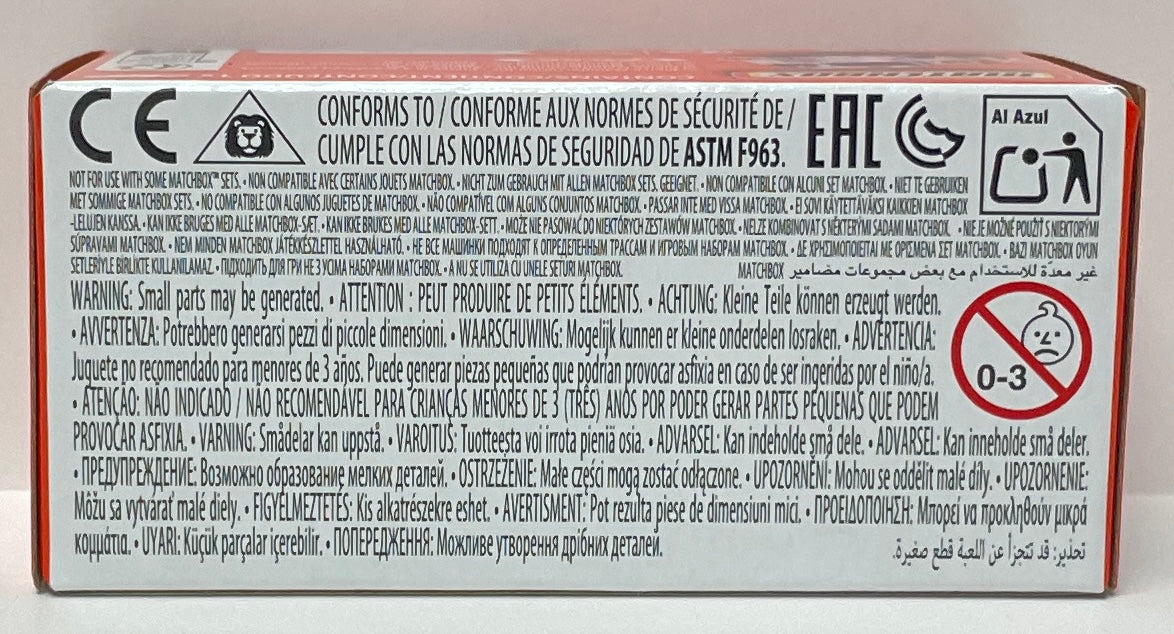 CONFORMS TO / CONFORME AUX NORMES DE SÉCURITÉ DE /
CUMPLE CON LAS NORMAS DE SEGURIDAD DE ASTM F963.
CE
EAC
Al Azul
NOT FOR USE WITH SOME MATCHBOX™ SETS. • NON COMPATIBLE AVEC CERTAINS JOUETS MATCHBOX. • NICHT ZUM GEBRAUCH MIT ALLEN MATCHBOX SETS. GEEIGNET. • NON COMPATIBILE CON ALCUNI SET MATCHBOX. • NIET TE GEBRUIKEN
MET SOMMIGE MATCHBOX SETS. • NO COMPATIBLE CON ALGUNOS JUGUETES DE MATCHBOX. • NÃO COMPATÍVEL COM ALGUNS CONJUNTOS MATCHBOX. • PASSAR INTE MED VISSA MATCHBOX. • EI SOVI KÄYTETTÄVÄKSI KAIKKIEN MATCHBOX
-LELUJEN KANSSA. • KAN IKKE BRUGES MED ALLE MATCHBOX-SÆT. • KAN IKKE BRUKES MED ALLE MATCHBOX-SETT. • MOŻE NIE PASOWAĆ DO NIEKTÓRYCH ZESTAWÓW MATCHBOX. • NELZE KOMBINOVAT S NĚKTERÝMI SADAMI MATCHBOX. • NIE JE MOŽNÉ POUŽIŤ S NIEKTORÝMI
SÚPRAVAMI MATCHBOX. • NEM MINDEN MATCHBOX JÁTÉKKÉSZLETTEL HASZNÁLHATÓ. • НЕ ВСЕ МАШИНКИ ПОДХОДЯТ К ОПРЕДЕЛЕННЫМ ТРАССАМ И ИГРОВЫМ НАБОРАМ MATCHBOX. • ΔΕ ΧΡΗΣΙΜΟΠΟΙΕΙΤΑΙ ΜΕ ΟΡΙΣΜΕΝΑ ΣΕΤ MATCHBOX. • BAZI MATCHBOX OYUN
SETLERİYLE BİRLİKTE KULLANILAMAZ. • ПІДХОДИТЬ ДЛЯ ГРИ НЕ З УСІМА НАБОРАМИ MATCHBOX. • A NU SE UTILIZA CU UNELE SETURI MATCHBOX.
غير معدّة للاستخدام مع بعض مجموعات مضامير MATCHBOX
WARNING: Small parts may be generated. • ATTENTION : PEUT PRODUIRE DE PETITS ÉLÉMENTS. • ACHTUNG: Kleine Teile können erzeugt werden.
• AVVERTENZA: Potrebbero generarsi pezzi di piccole dimensioni. • WAARSCHUWING: Mogelijk kunnen er kleine onderdelen losraken. • ADVERTENCIA:
Juguete no recomendado para menores de 3 años. Puede generar piezas pequeñas que podrían provocar asfixia en caso de ser ingeridas por el niño/a.
• ATENÇÃO: NÃO INDICADO / NÃO RECOMENDÁVEL PARA CRIANÇAS MENORES DE 3 (TRÊS) ANOS POR PODER GERAR PARTES PEQUENAS QUE PODEM
PROVOCAR ASFIXIA. • VARNING: Smådelar kan uppstå. • VAROITUS: Tuotteesta voi irrota pieniä osia. • ADVARSEL: Kan indeholde små dele. • ADVARSEL: Kan inneholde små deler.
• ПРЕДУПРЕЖДЕНИЕ: Возможно образование мелких деталей. • OSTRZEŻENIE: Małe części mogą zostać odłączone. • UPOZORNĚNÍ: Mohou se oddělit malé díly. • UPOZORNENIE:
Môžu sa vytvárať malé diely. • FIGYELMEZTETÉS: Kis alkatrészekre eshet. • AVERTISMENT: Pot rezulta piese de dimensiuni mici. • ΠΡΟΕΙΔΟΠΟΙΗΣΗ: Μπορεί να προκληθούν μικρά
κομμάτια. • UYARI: Küçük parçalar içerebilir. • ПОПЕРЕДЖЕННЯ: Можливе утворення дрібних деталей.
تحذير: قد تتجزأ عن اللعبة قطع صغيرة.
0-3